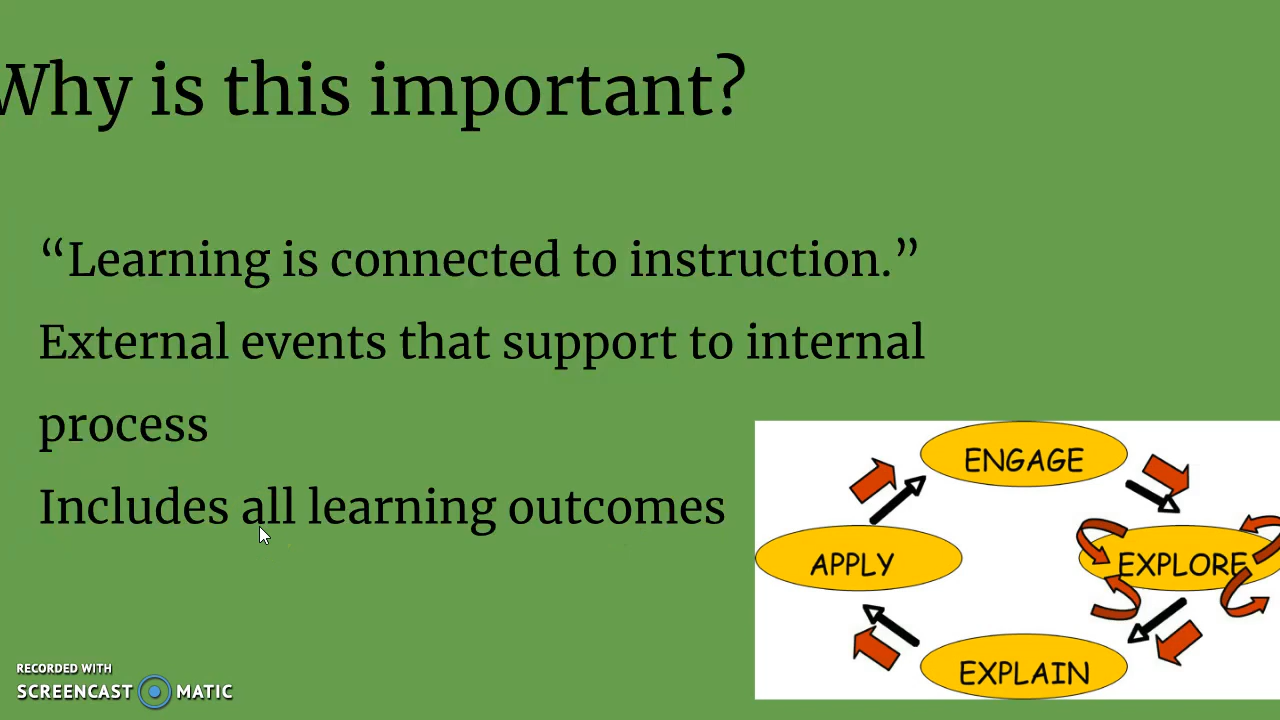 Why is this important?
“Learning is connected to instruction.”
External events that support to internal
process
Includes all learning outcomes
ENGAGE
APPLY
EXPLORE
EXPLAIN
RECORDED WITH
SCREENCAST MATIC